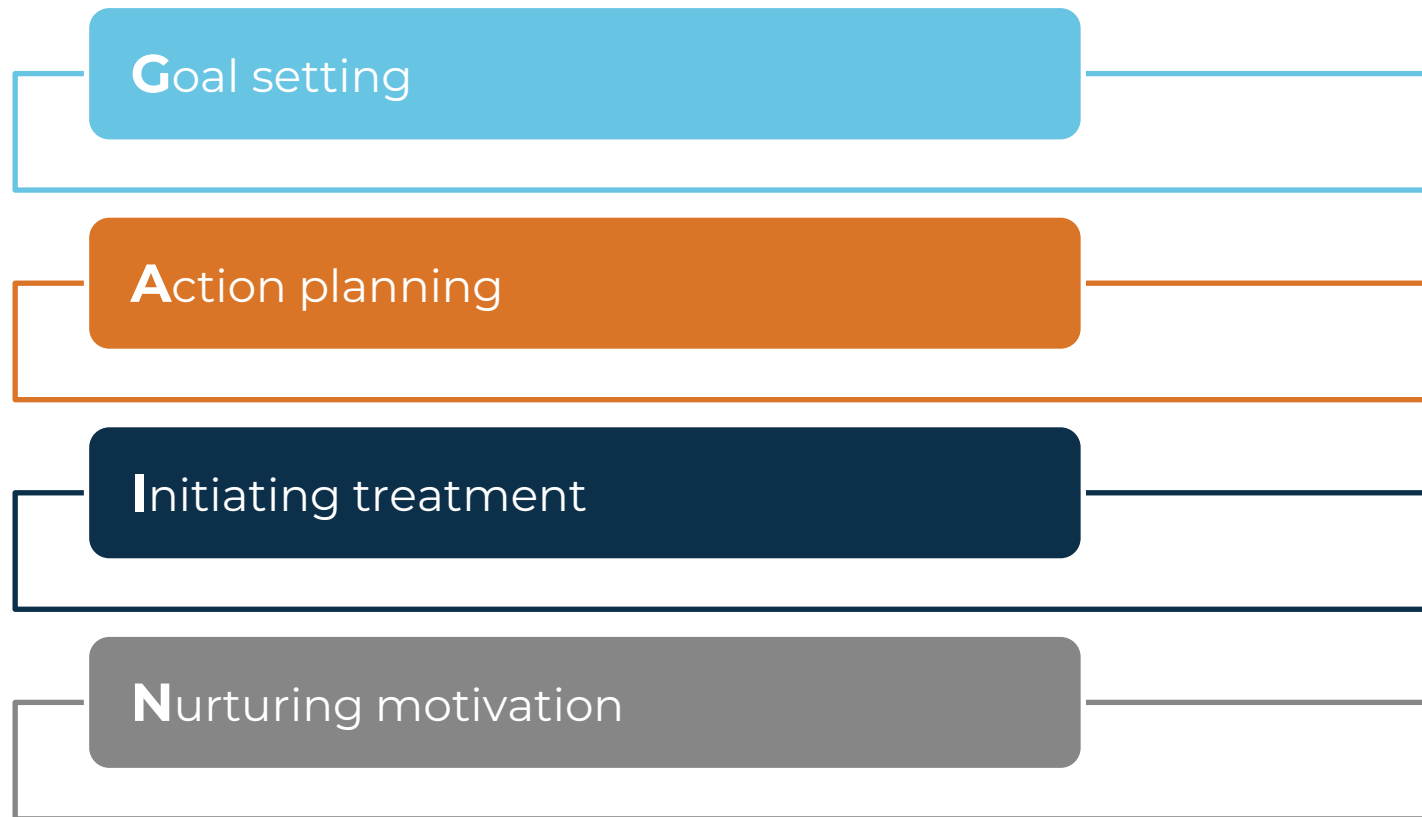 Goal setting
Action planning
Initiating treatment
Nurturing motivation